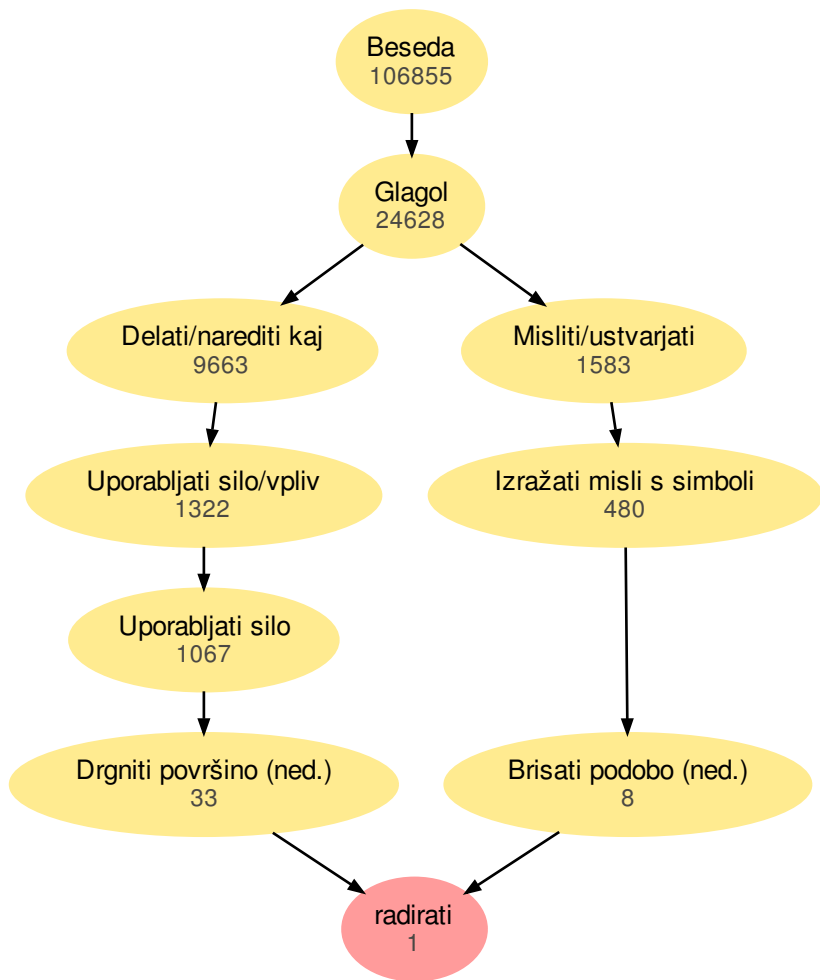 Beseda
106855
Glagol
24628
Delati/narediti kaj
9663
Misliti/ustvarjati
1583
Uporabljati silo/vpliv
1322
Izražati misli s simboli
480
Uporabljati silo
1067
Drgniti površino (ned.)
33
Brisati podobo (ned.)
8
radirati
1